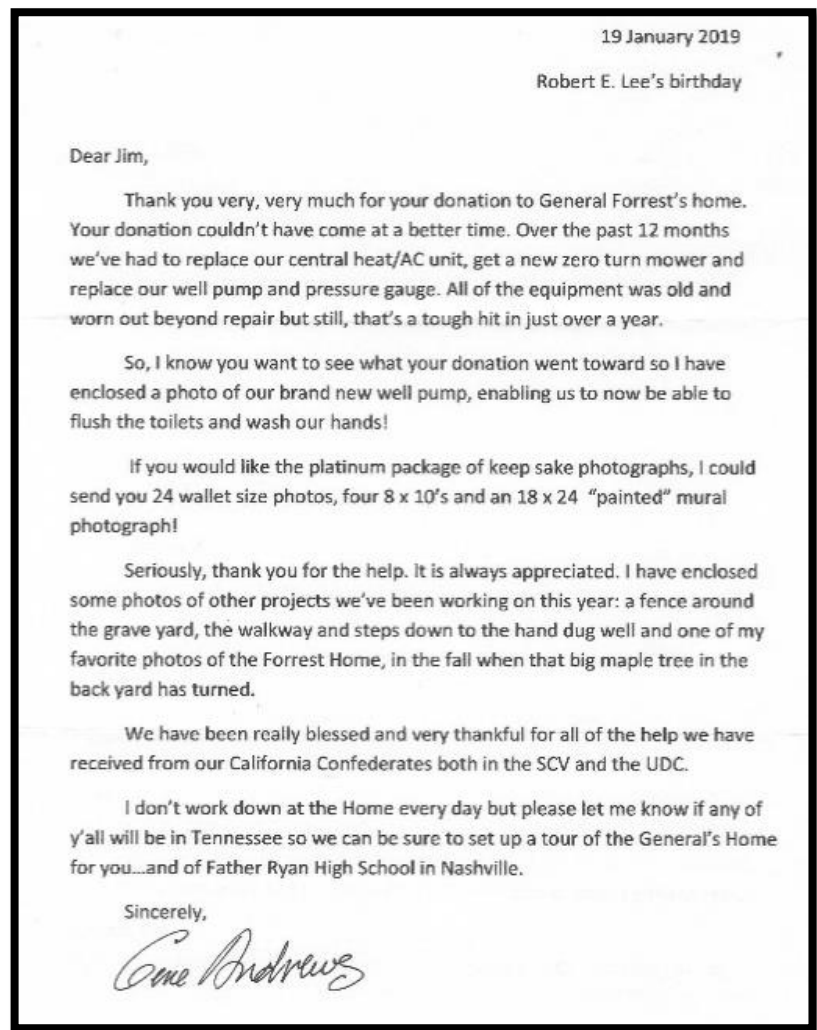 19 January 2019
Robert E. Lee's birthday
Dear Jim,
Thank you very, very much for your donation to General Forrest's home.
Your donation couldn't have come at a better time. Over the past 12 months
we've had to replace our central heat/AC unit, get a new zero turn mower and
replace our well pump and pressure gauge. All of the equipment was old and
worn out beyond repair but still, that's a tough hit in just over a year.
So, I know you want to see what your donation went toward so I have
enclosed a photo of our brand new well pump, enabling us to now be able to
flush the toilets and wash our hands!
If you would like the platinum package of keep sake photographs, I could
send you 24 wallet size photos, four 8 x 10's and an 18 x 24 "painted" mural
photograph!
Seriously, thank you for the help. It is always appreciated. I have enclosed
some photos of other projects we've been working on this year: a fence around
the grave yard, the walkway and steps down to the hand dug well and one of my
favorite photos of the Forrest Home, in the fall when that big maple tree in the
back yard has turned.
We have been really blessed and very thankful for all of the help we have
received from our California Confederates both in the SCV and the UDC.
I don't work down at the Home every day but please let me know if any of
y'all will be in Tennessee so we can be sure to set up a tour of the General's Home
for you...and of Father Ryan High School in Nashville.
Sincerely,
Gene Andrews